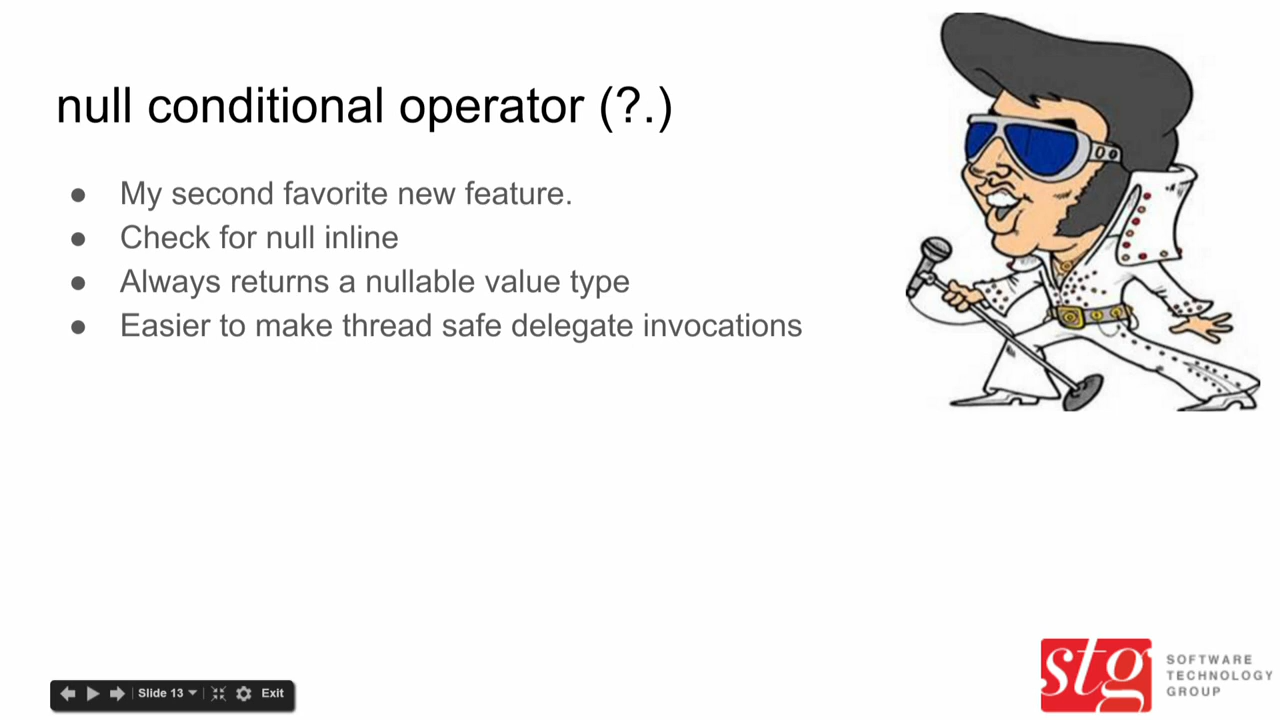 null conditional operator (?.)
● My second favorite new feature.
● Check for null inline
● Always returns a nullable value type
● Easier to make thread safe delegate invocations
stg
SOFTWARE
TECHNOLOGY
GROUP
Slide 13
Exit